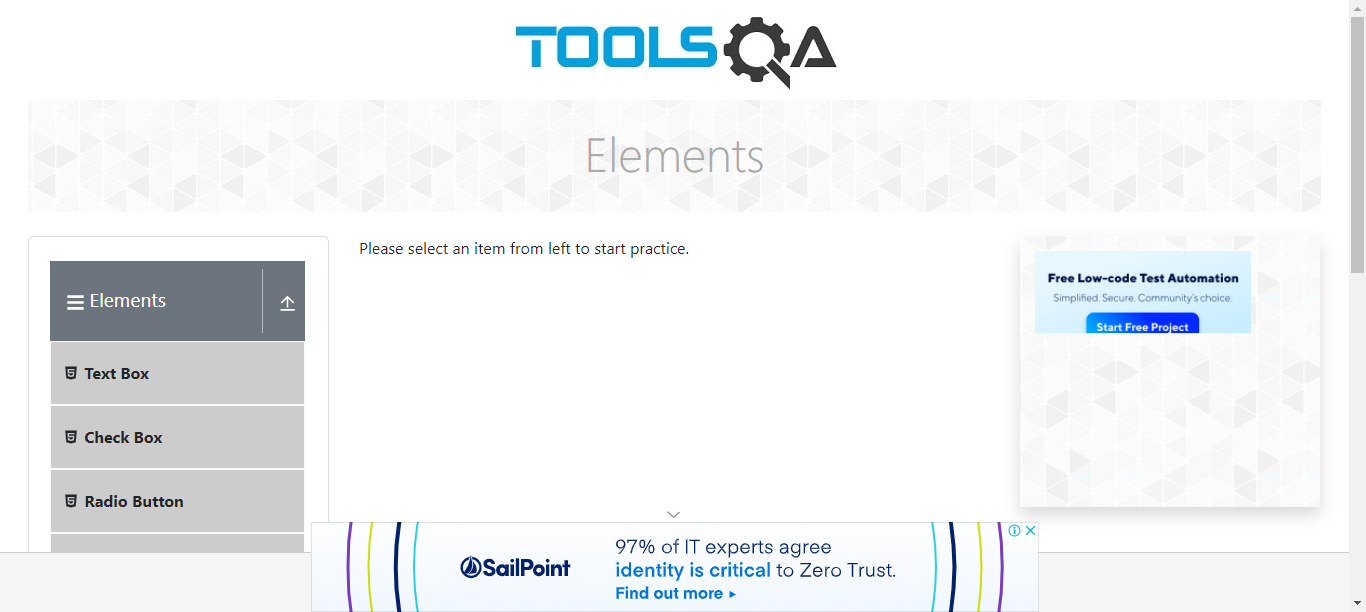 TOOLSQA
Elements
Elements
Text Box
Check Box
Radio Button
Please select an item from left to start practice.
Free Low-code Test Automation
Simplified. Secure. Community's choice.
Start Free Project
SailPoint
97% of IT experts agree
identity is critical to Zero Trust.
Find out more